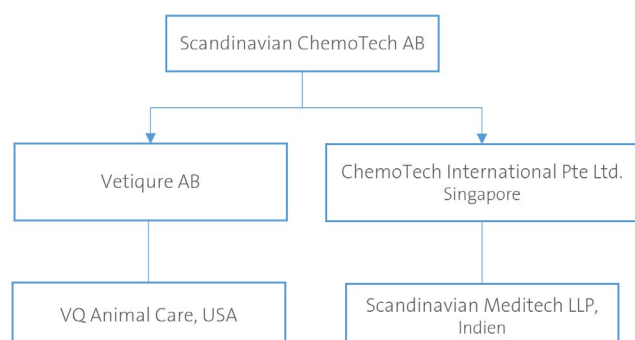 Scandinavian ChemoTech AB
Vetiqure AB
ChemoTech International Pte Ltd.
Singapore
VQ Animal Care, USA
Scandinavian Meditech LLP,
Indien